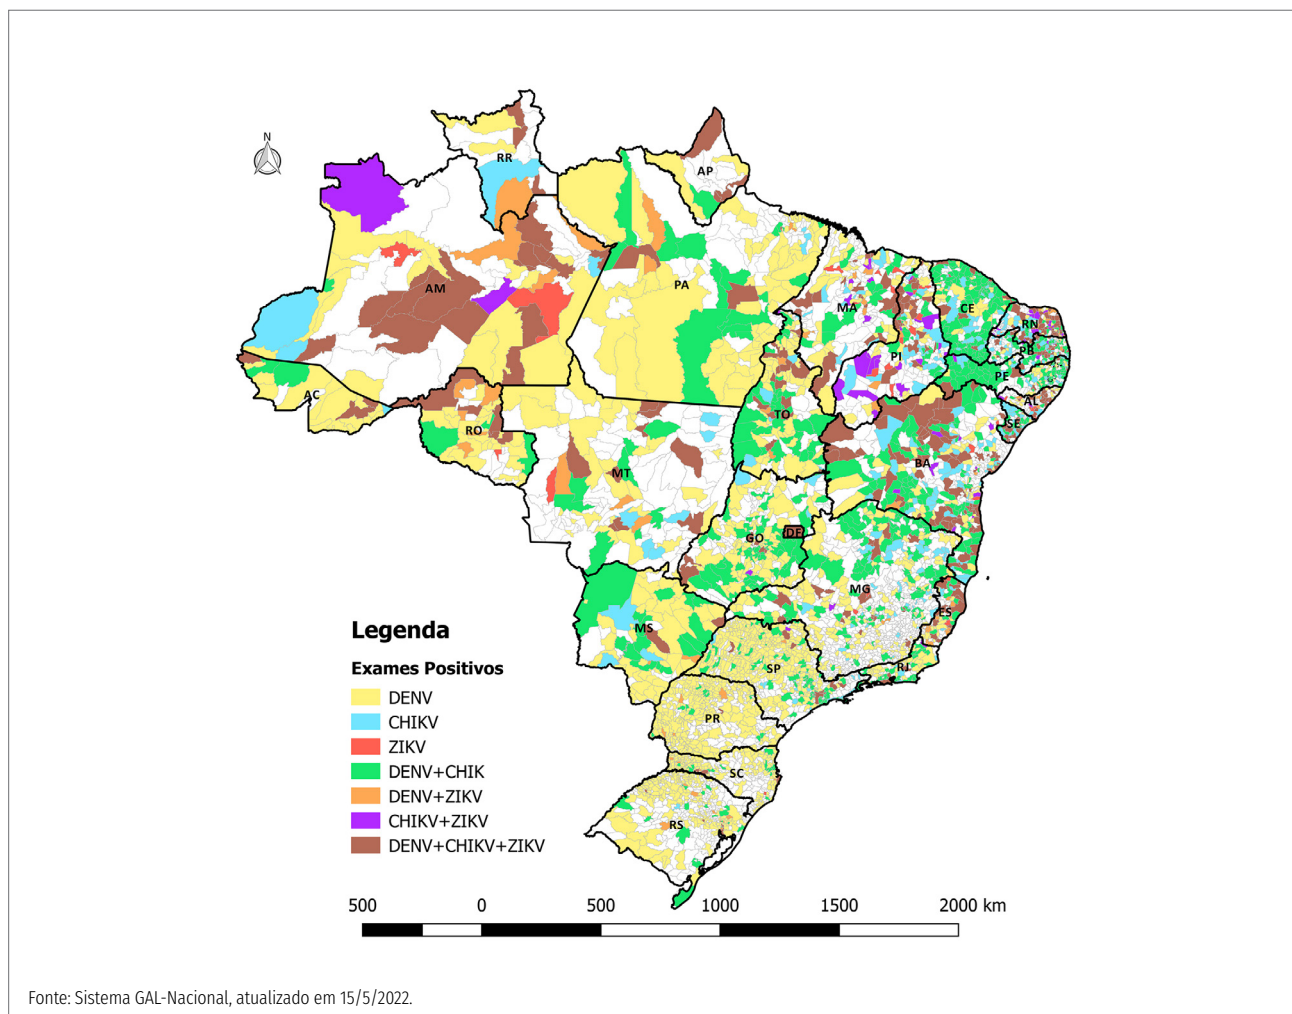 N
RR
AP
AM
PA
MA
CE
RN
PB
PI
PE
AC
AL
TO
SE
RO
BA
MT
GO
DF
MG
ES
MS
SP
RJ
PR
SC
RS
Legenda
Exames Positivos
DENV
CHIKV
ZIKV
DENV+CHIK
DENV+ZIKV
CHIKV+ZIKV
DENV+CHIKV+ZIKV
500 0 500 1000 1500 2000 km
Fonte: Sistema GAL-Nacional, atualizado em 15/5/2022.